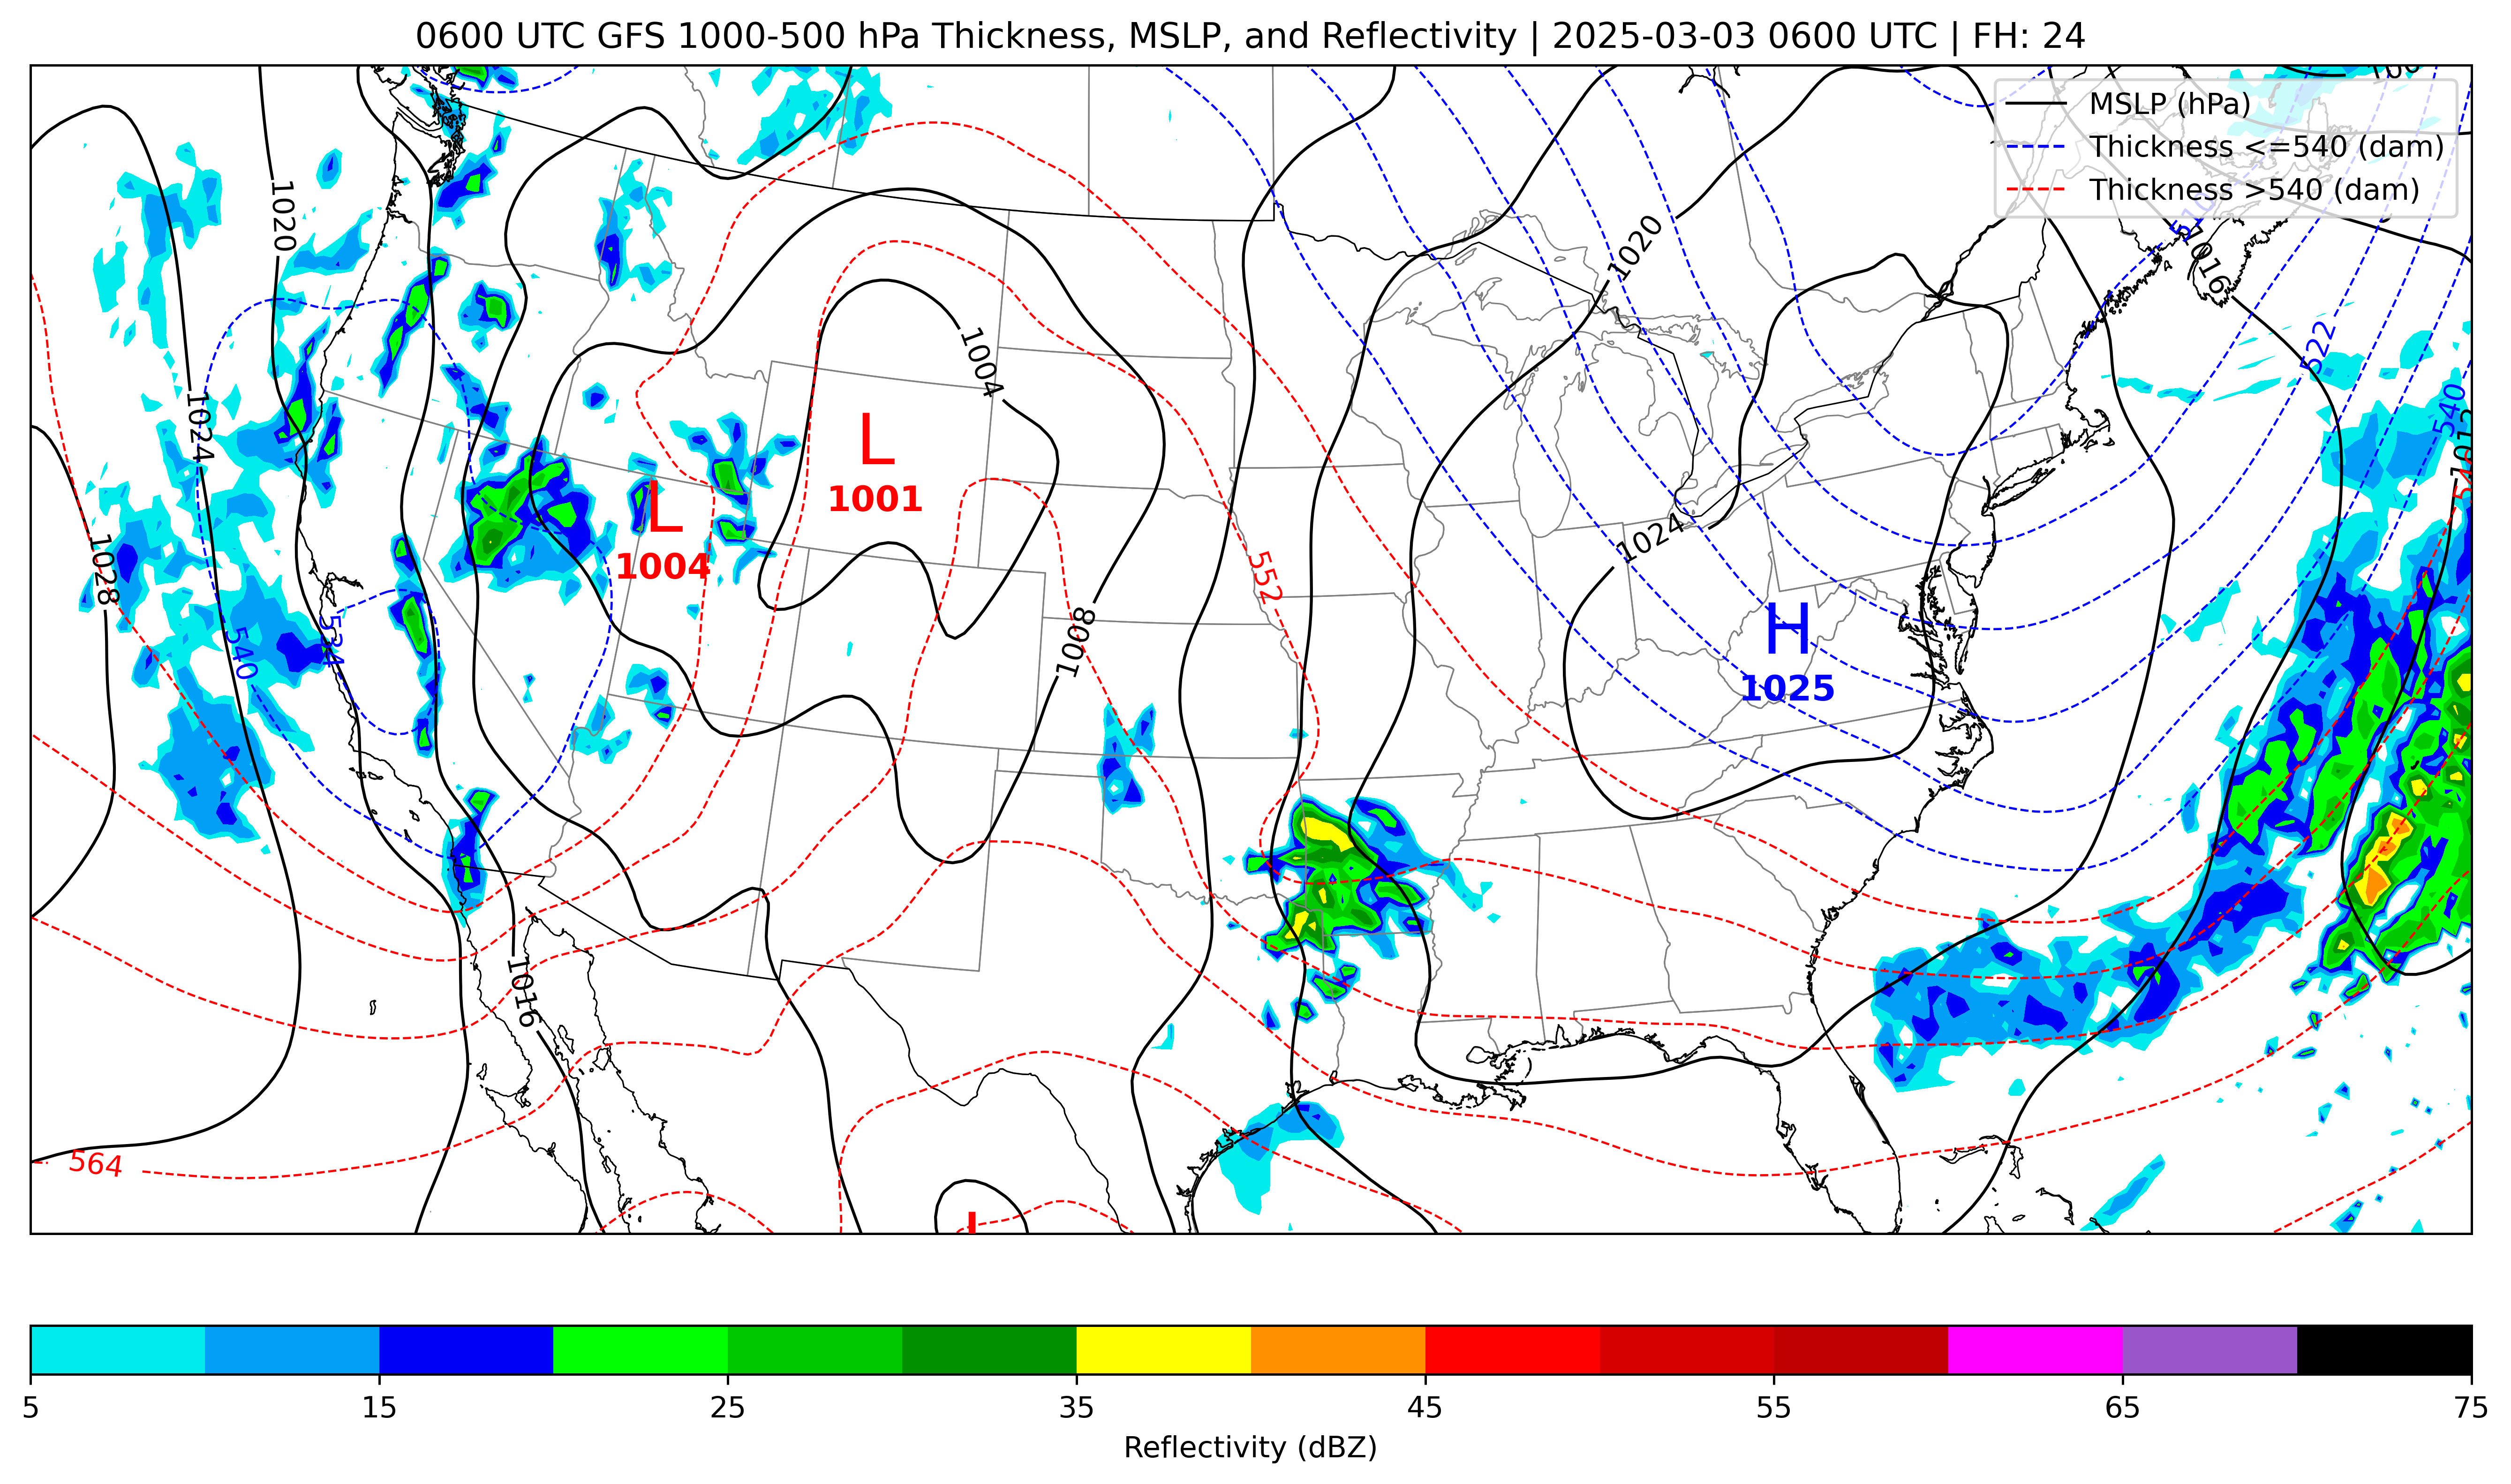 0600 UTC GFS 1000-500 hPa Thickness, MSLP, and Reflectivity | 2025-03-03 0600 UTC | FH: 24
MSLP (hPa)
Thickness <=540 (dam)
Thickness >540 (dam)
1020
1020
510
1016
522
1004
1024
540
1012
L
1001
L
1004
1024
1028
552
534
540
1008
H
1025
1016
564
L
5 15 25 35 45 55 65 75
Reflectivity (dBZ)